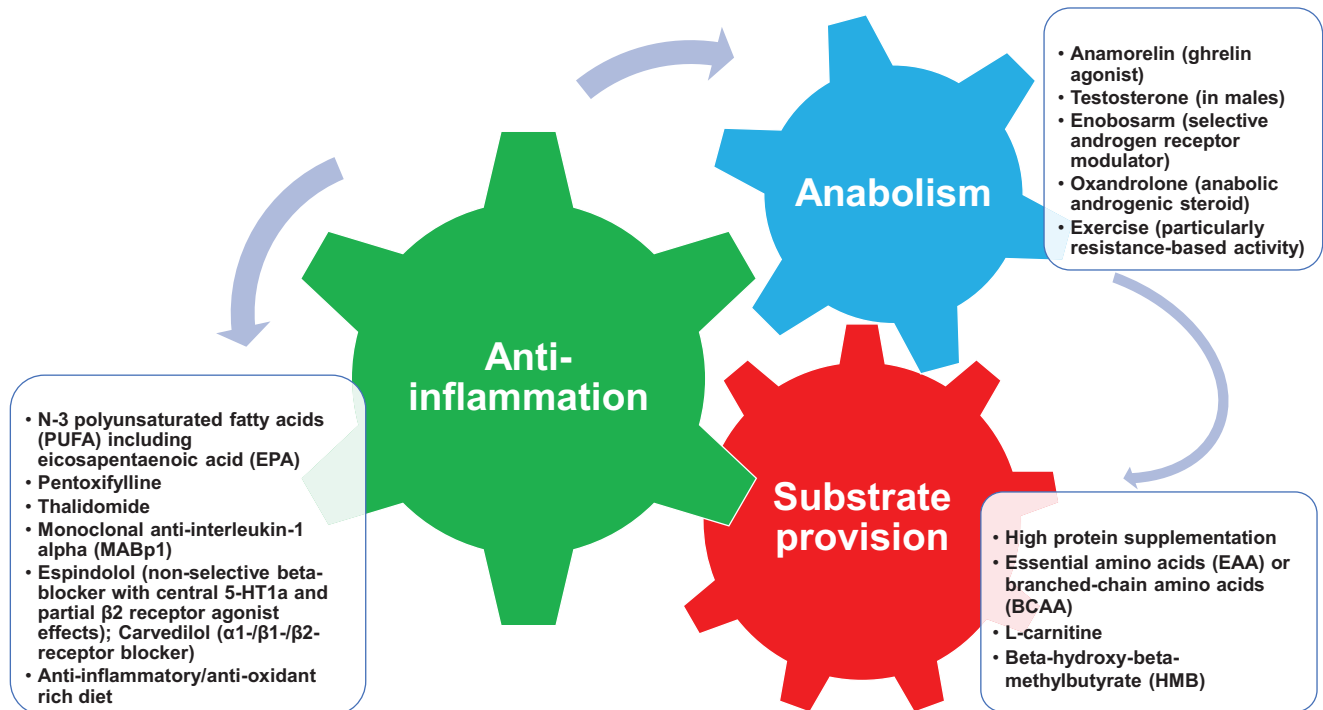 Anti-
inflammation
Anabolism
Substrate
provision
• Anamorelin (ghrelin
agonist)
• Testosterone (in males)
• Enobosarm (selective
androgen receptor
modulator)
• Oxandrolone (anabolic
androgenic steroid)
• Exercise (particularly
resistance-based activity)
• N-3 polyunsaturated fatty acids
(PUFA) including
eicosapentaenoic acid (EPA)
• Pentoxifylline
• Thalidomide
• Monoclonal anti-interleukin-1
alpha (MABp1)
• Espindolol (non-selective beta-
blocker with central 5-HT1a and
partial β2 receptor agonist
effects); Carvedilol (α1-/β1-/β2-
receptor blocker)
• Anti-inflammatory/anti-oxidant
rich diet
• High protein supplementation
• Essential amino acids (EAA) or
branched-chain amino acids
(BCAA)
• L-carnitine
• Beta-hydroxy-beta-
methylbutyrate (HMB)